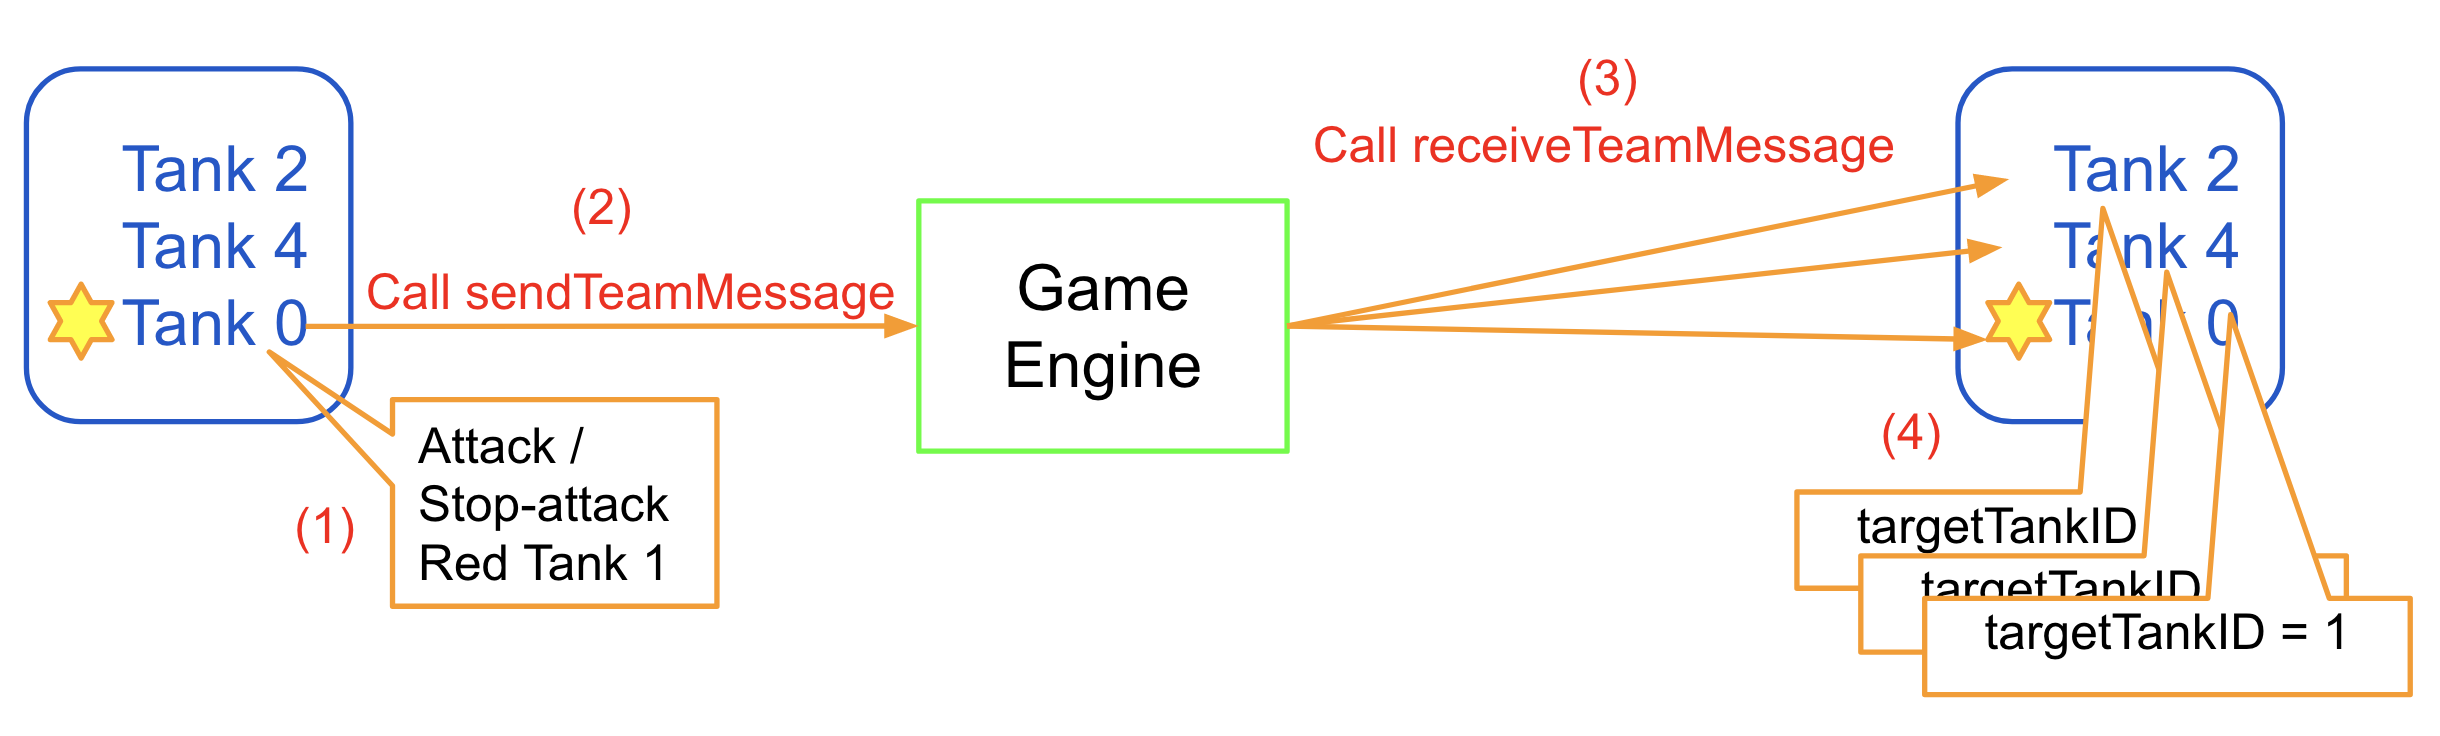 Tank 2
Tank 4
Tank 0
(1)
Attack /
Stop-attack
Red Tank 1
(2)
Call sendTeamMessage
Game
Engine
(3)
Call receiveTeamMessage
Tank 2
Tank 4
Tank 0
(4)
targetTankID
targetTankID
targetTankID = 1